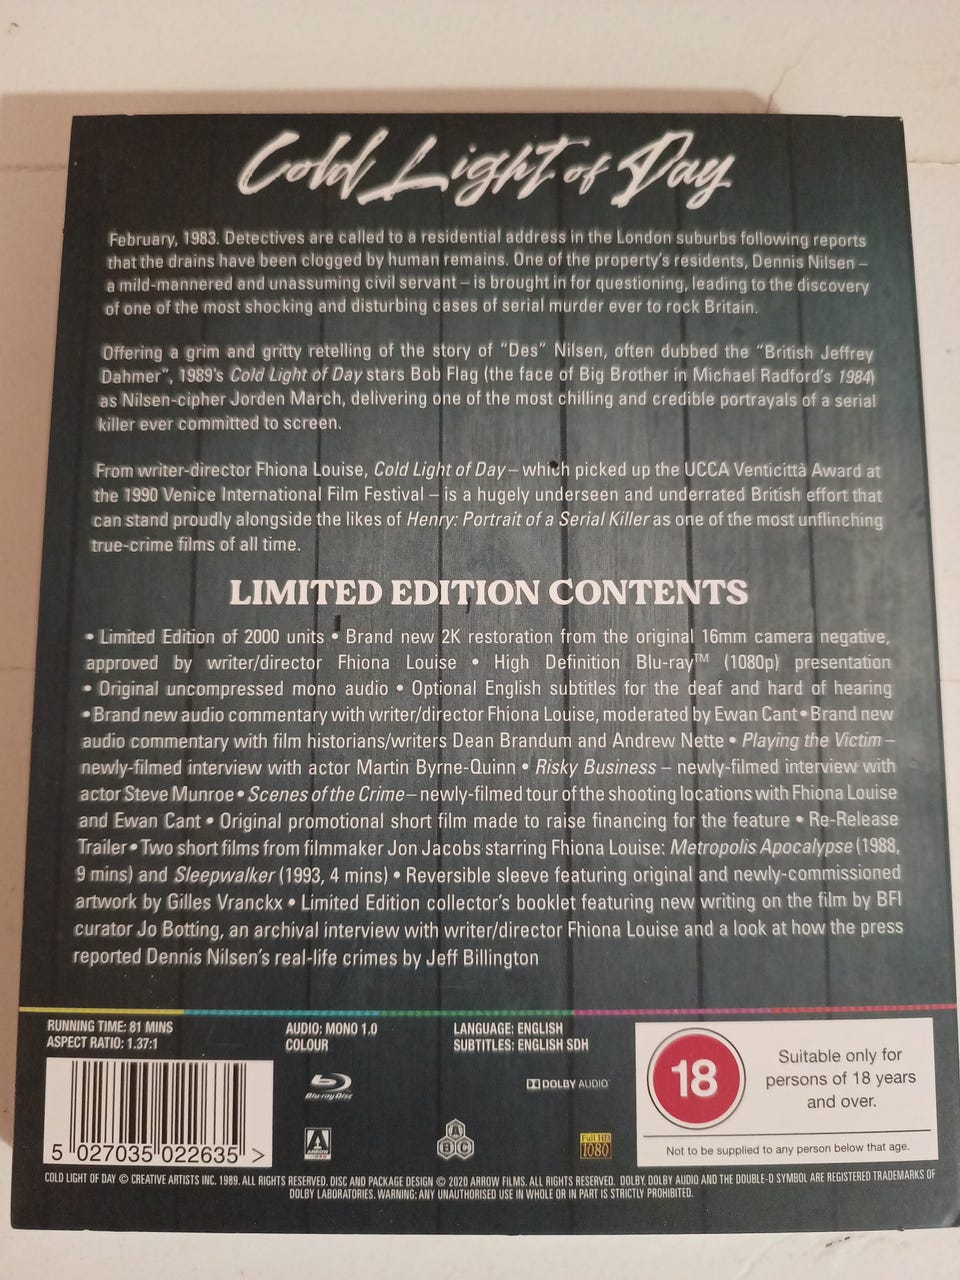 Cold Light of Day
February, 1983. Detectives are called to a residential address in the London suburbs following reports
that the drains have been clogged by human remains. One of the property's residents, Dennis Nilsen –
a mild-mannered and unassuming civil servant – is brought in for questioning, leading to the discovery
of one of the most shocking and disturbing cases of serial murder ever to rock Britain.
Offering a grim and gritty retelling of the story of "Des" Nilsen, often dubbed the "British Jeffrey
Dahmer", 1989's Cold Light of Day stars Bob Flag (the face of Big Brother in Michael Radford's 1984)
as Nilsen-cipher Jorden March, delivering one of the most chilling and credible portrayals of a serial
killer ever committed to screen.
From writer-director Fhiona Louise, Cold Light of Day – which picked up the UCCA Venticittà Award at
the 1990 Venice International Film Festival – is a hugely underseen and underrated British effort that
can stand proudly alongside the likes of Henry: Portrait of a Serial Killer as one of the most unflinching
true-crime films of all time.
LIMITED EDITION CONTENTS
• Limited Edition of 2000 units • Brand new 2K restoration from the original 16mm camera negative,
approved by writer/director Fhiona Louise • High Definition Blu-ray™ (1080p) presentation
• Original uncompressed mono audio • Optional English subtitles for the deaf and hard of hearing
• Brand new audio commentary with writer/director Fhiona Louise, moderated by Ewan Cant • Brand new
audio commentary with film historians/writers Dean Brandum and Andrew Nette • Playing the Victim –
newly-filmed interview with actor Martin Byrne-Quinn • Risky Business – newly-filmed interview with
actor Steve Munroe • Scenes of the Crime – newly-filmed tour of the shooting locations with Fhiona Louise
and Ewan Cant • Original promotional short film made to raise financing for the feature • Re-Release
Trailer • Two short films from filmmaker Jon Jacobs starring Fhiona Louise: Metropolis Apocalypse (1988,
9 mins) and Sleepwalker (1993, 4 mins) • Reversible sleeve featuring original and newly-commissioned
artwork by Gilles Vranckx • Limited Edition collector's booklet featuring new writing on the film by BFI
curator Jo Botting, an archival interview with writer/director Fhiona Louise and a look at how the press
reported Dennis Nilsen's real-life crimes by Jeff Billington
RUNNING TIME: 81 MINS
ASPECT RATIO: 1.37:1
AUDIO: MONO 1.0
COLOUR
LANGUAGE: ENGLISH
SUBTITLES: ENGLISH SDH
18
Suitable only for
persons of 18 years
and over.
Not to be supplied to any person below that age.
Blu-ray Disc
DOLBY AUDIO
ARROW
VIDEO
ABC
Full HD
1080
5 027035 022635 >
COLD LIGHT OF DAY © CREATIVE ARTISTS INC. 1989. ALL RIGHTS RESERVED. DISC AND PACKAGE DESIGN © 2020 ARROW FILMS. ALL RIGHTS RESERVED. DOLBY, DOLBY AUDIO AND THE DOUBLE-D SYMBOL ARE REGISTERED TRADEMARKS OF
DOLBY LABORATORIES. WARNING: ANY UNAUTHORISED USE IN WHOLE OR IN PART IS STRICTLY PROHIBITED.